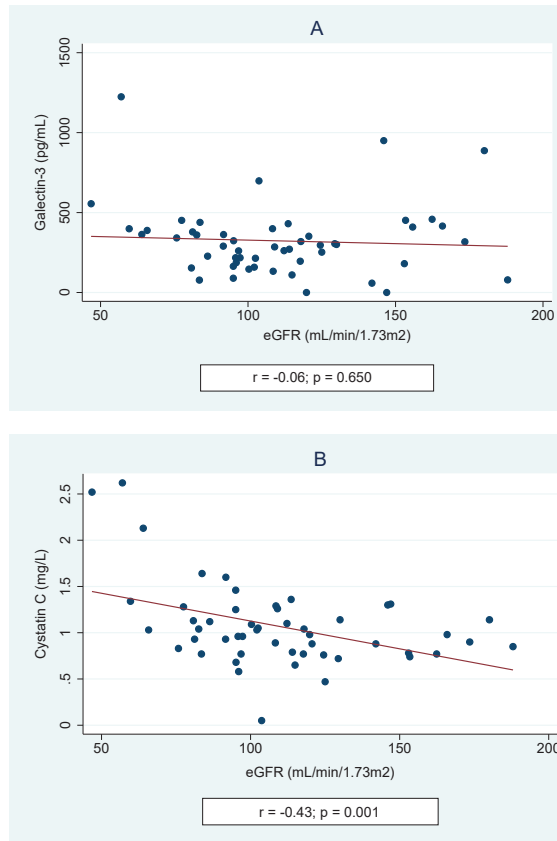 A
Galectin-3 (pg/mL)
1500
1000
500
0
50
100
150
200
eGFR (mL/min/1.73m2)
r = -0.06; p = 0.650
B
Cystatin C (mg/L)
2.5
2
1.5
1
.5
0
50
100
150
200
eGFR (mL/min/1.73m2)
r = -0.43; p = 0.001